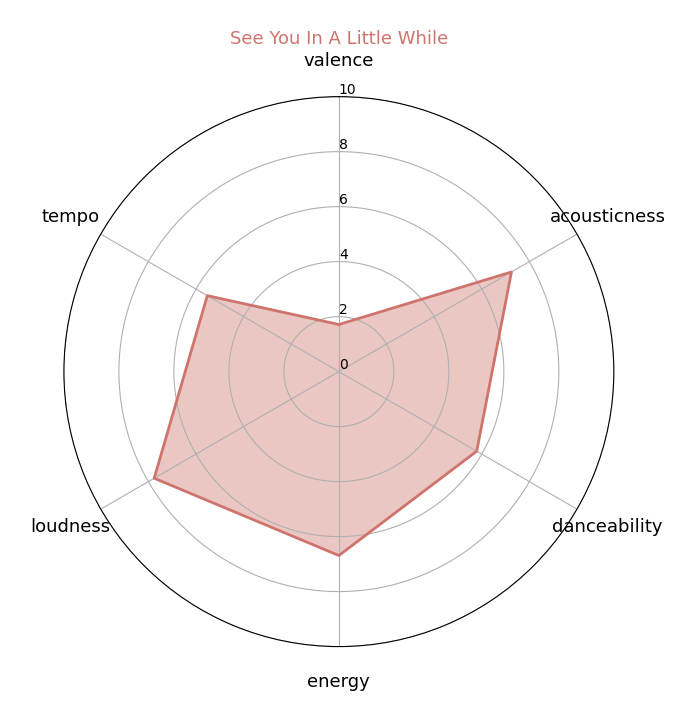 See You In A Little While
valence
10
8
tempo
6
acousticness
4
2
0
loudness
danceability
energy